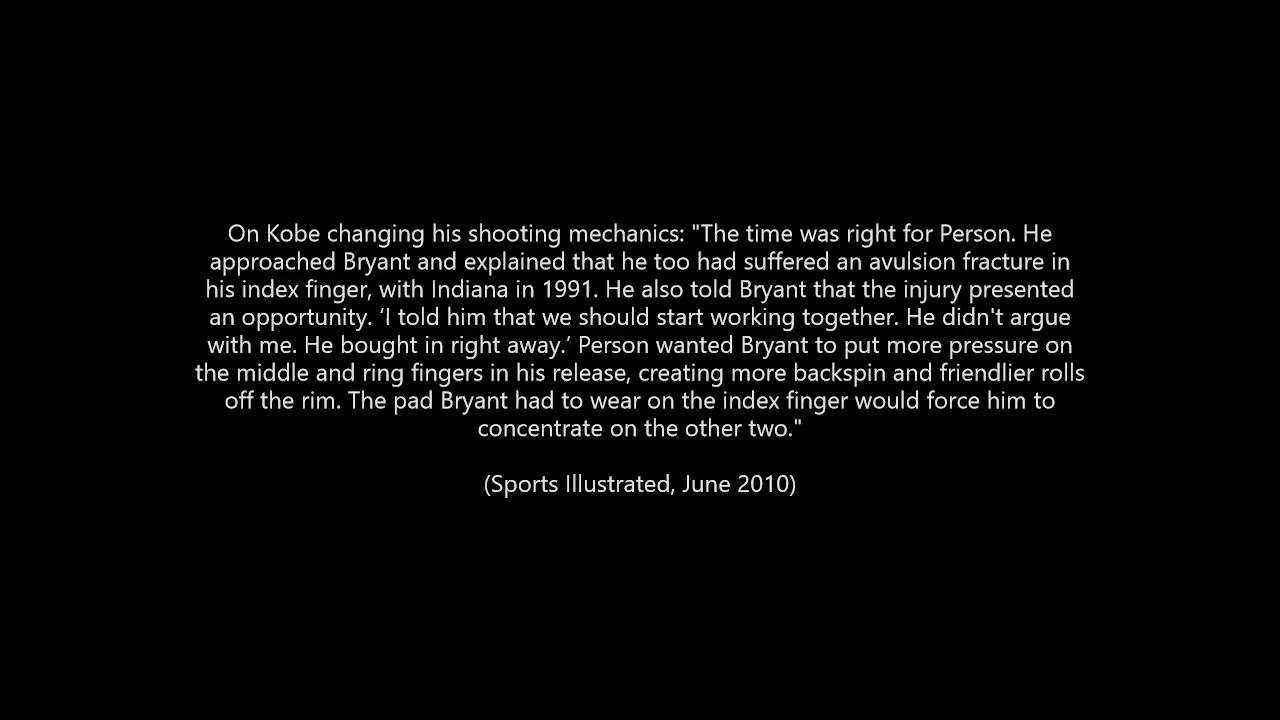 On Kobe changing his shooting mechanics: "The time was right for Person. He
approached Bryant and explained that he too had suffered an avulsion fracture in
his index finger, with Indiana in 1991. He also told Bryant that the injury presented
an opportunity. ‘I told him that we should start working together. He didn't argue
with me. He bought in right away.’ Person wanted Bryant to put more pressure on
the middle and ring fingers in his release, creating more backspin and friendlier rolls
off the rim. The pad Bryant had to wear on the index finger would force him to
concentrate on the other two."
(Sports Illustrated, June 2010)